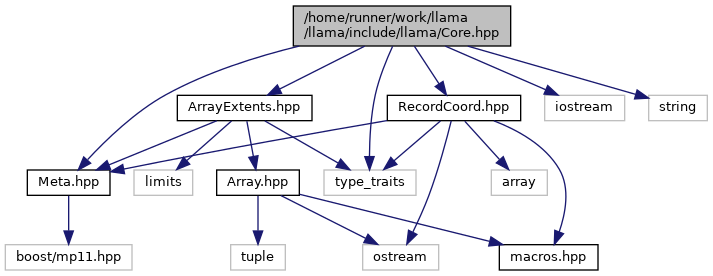 /home/runner/work/llama
/llama/include/llama/Core.hpp
ArrayExtents.hpp
RecordCoord.hpp
iostream
string
Meta.hpp
limits
Array.hpp
type_traits
array
boost/mp11.hpp
tuple
ostream
macros.hpp